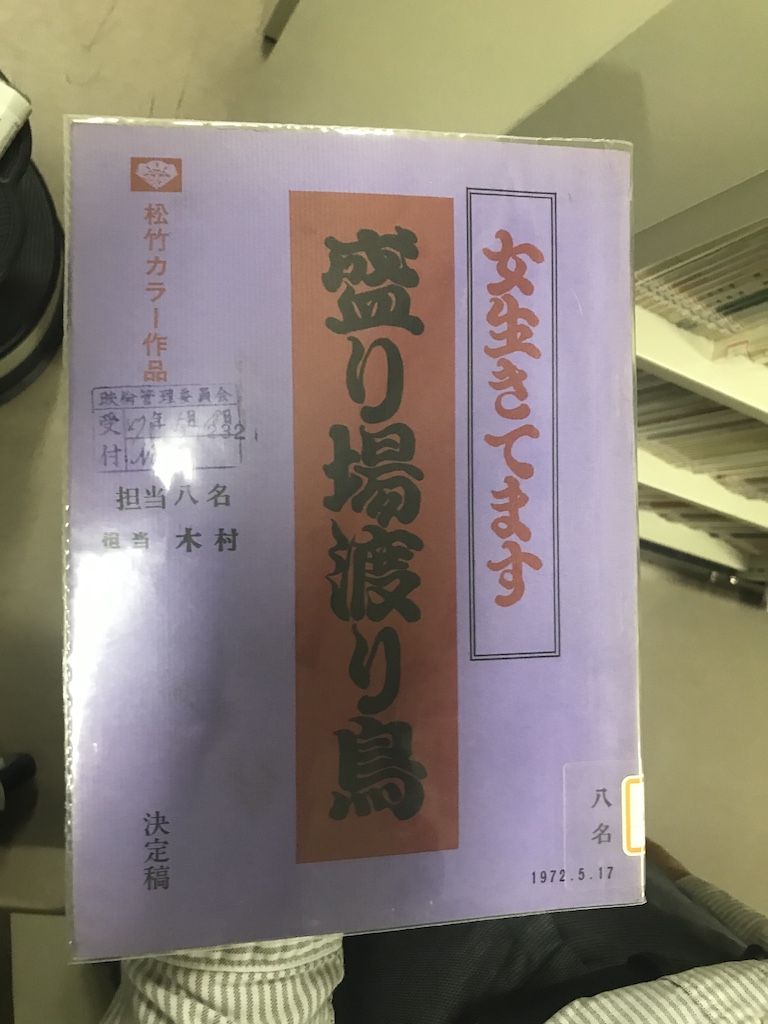 女生きてます
盛り場渡り鳥
松竹カラー作品
映倫管理委員会
受付
担当八名
担当 木村
決定稿
八名
1972.5.17